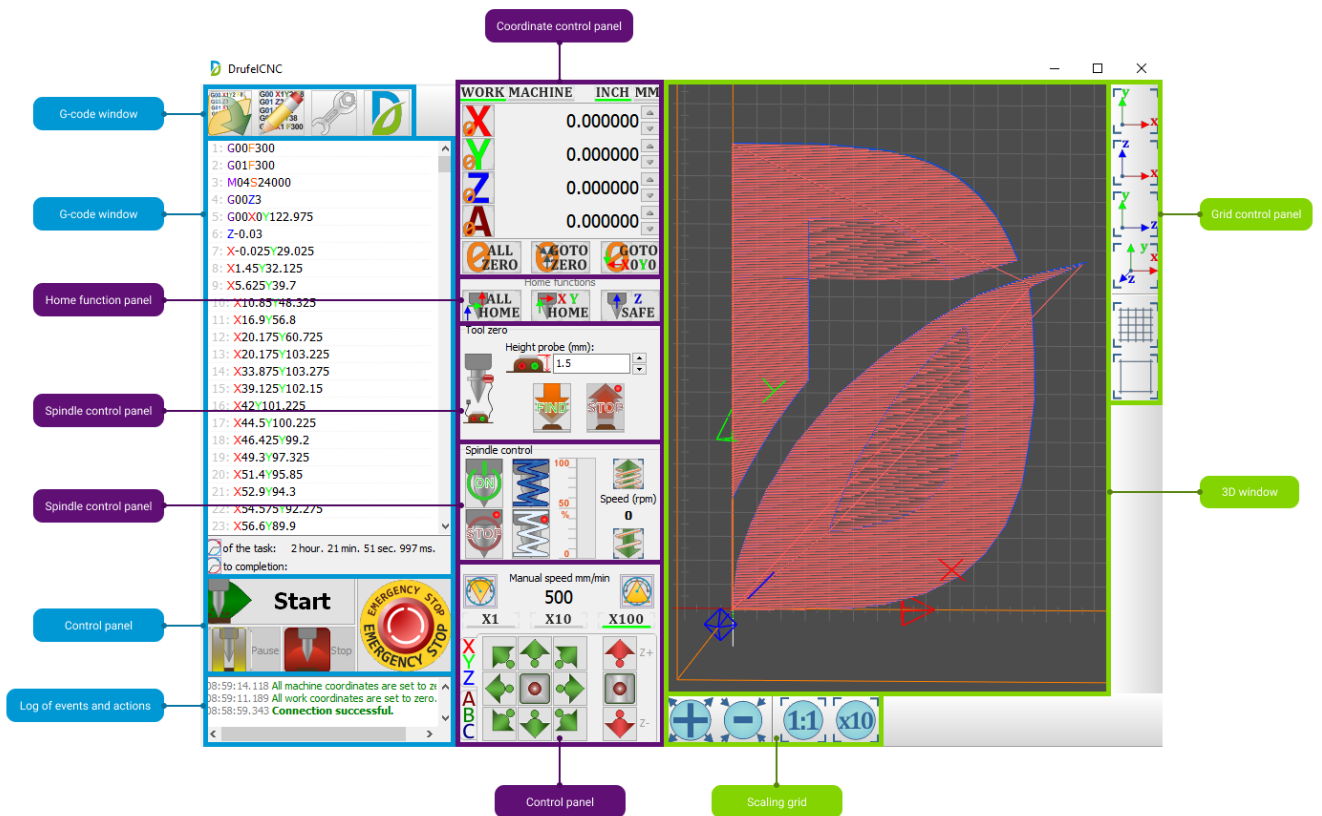 Coordinate control panel
DrufelCNC
G-code window
G-code window
Home function panel
Spindle control panel
Spindle control panel
Control panel
Log of events and actions
1: G00F300
2: G01F300
3: M04S24000
4: G00Z3
5: G00X0Y122.975
6: Z-0.03
7: X-0.025Y29.025
8: X1.45Y32.125
9: X5.625Y39.7
10: X10.85Y48.325
11: X16.9Y56.8
12: X20.175Y60.725
13: X20.175Y103.225
14: X33.875Y103.275
15: X39.125Y102.15
16: X42Y101.225
17: X44.5Y100.225
18: X46.425Y99.2
19: X49.3Y97.325
20: X51.4Y95.85
21: X52.9Y94.3
22: X54.575Y92.275
23: X56.6Y89.9
of the task: 2 hour. 21 min. 51 sec. 997 ms.
to completion:
Start
Pause
Stop
EMERGENCY STOP
EMERGENCY STOP
08:59:14.118 All machine coordinates are set to
08:59:11.189 All work coordinates are set to zero.
08:58:59.343 Connection successful.
WORK MACHINE INCH MM
X 0.000000
Y 0.000000
Z 0.000000
A 0.000000
ALL ZERO
GOTO ZERO
GOTO X0Y0
Home functions
ALL HOME
XY HOME
Z SAFE
Tool zero
Height probe (mm):
1.5
FIND
STOP
Spindle control
ON
STOP
100
50
%
0
Speed (rpm)
0
Manual speed mm/min
500
X1 X10 X100
X
Y
Z
A
B
C
Z+
Z-
Y
X
y
x
z
x
y
z
y
x
z
1:1
x10
Grid control panel
3D window
Control panel
Scaling grid